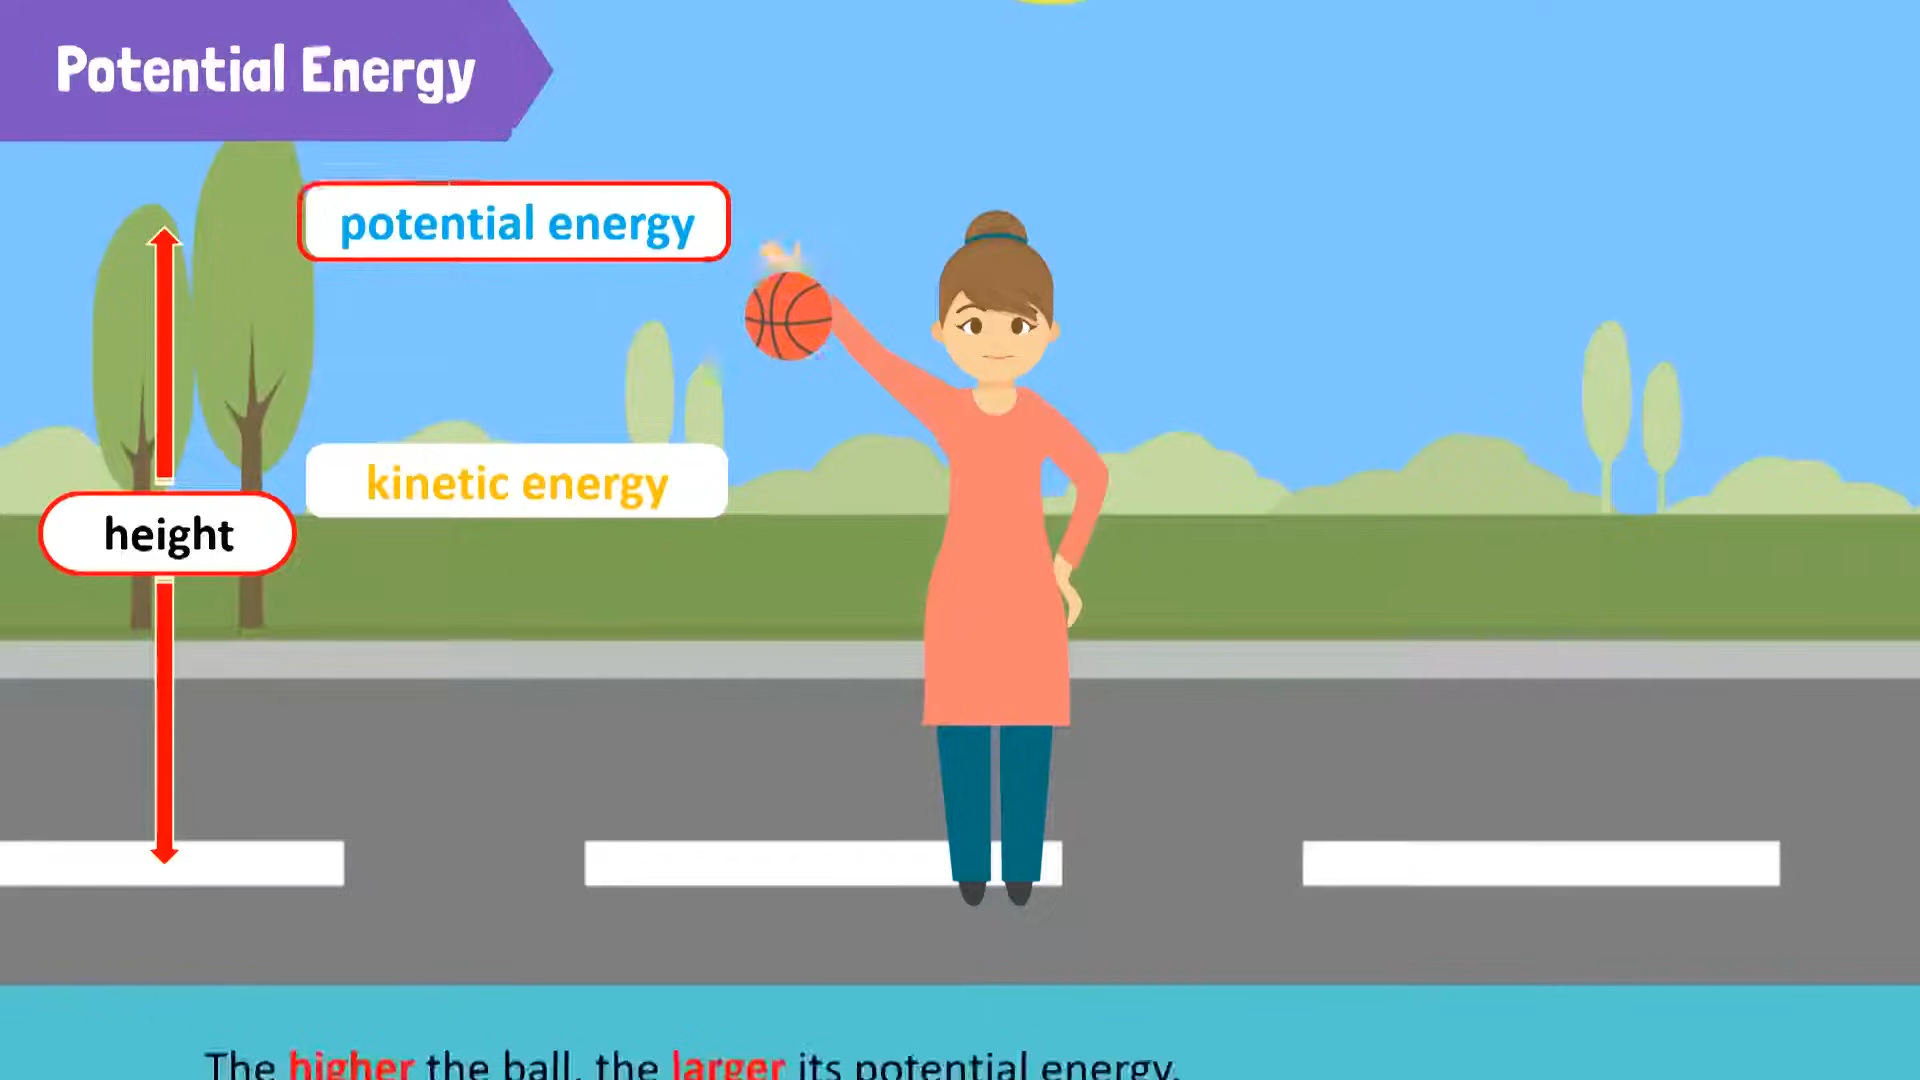 Potential Energy
potential energy
kinetic energy
height
The higher the ball, the larger its potential energy.